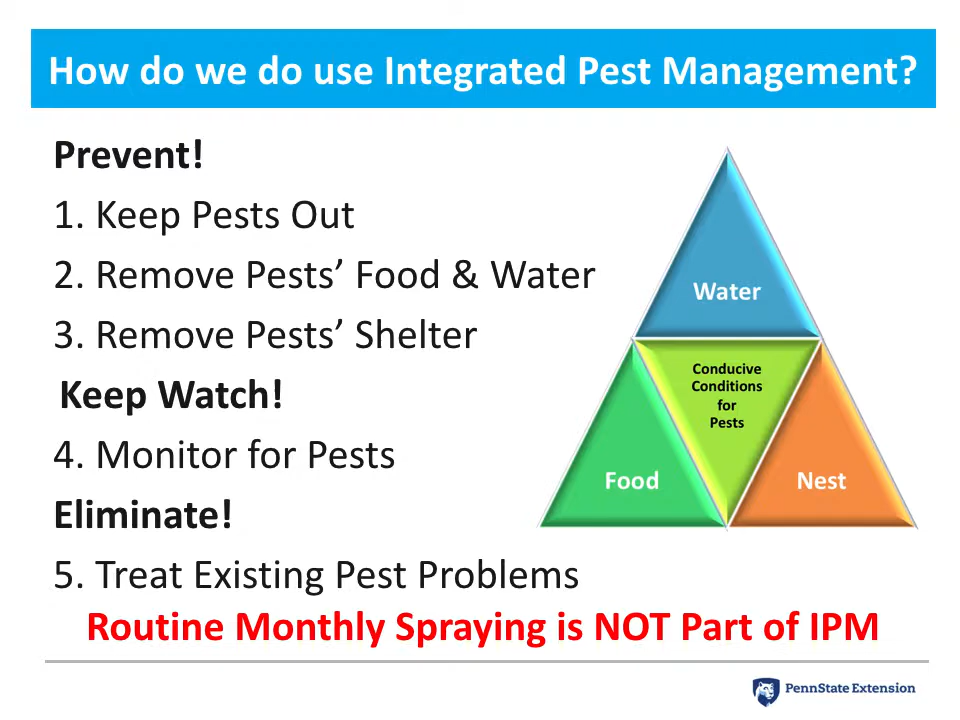 How do we do use Integrated Pest Management?
Prevent!
1. Keep Pests Out
2. Remove Pests’ Food & Water
3. Remove Pests’ Shelter
Keep Watch!
4. Monitor for Pests
Eliminate!
5. Treat Existing Pest Problems
Water
Conducive
Conditions
for
Pests
Food
Nest
Routine Monthly Spraying is NOT Part of IPM
PennState Extension